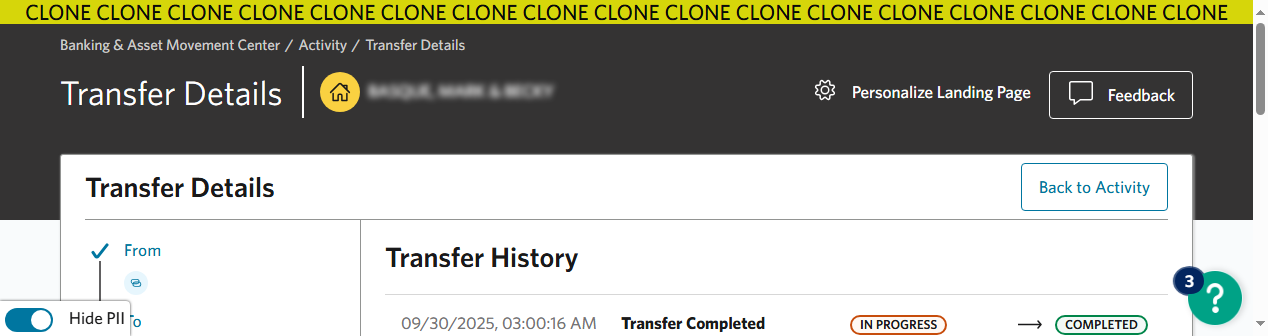 CLONE CLONE CLONE CLONE CLONE CLONE CLONE CLONE CLONE CLONE CLONE CLONE CLONE CLONE CLONE CLONE CLONE
Banking & Asset Movement Center / Activity / Transfer Details
Transfer Details
Personalize Landing Page
Feedback
Transfer Details
Back to Activity
From
Transfer History
3
?
Hide PII
To
09/30/2025, 03:00:16 AM Transfer Completed IN PROGRESS → COMPLETED